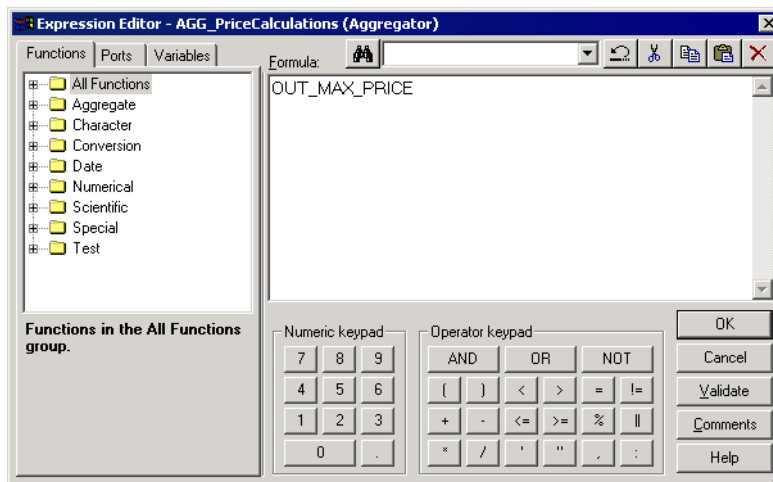 Expression Editor - AGG_PriceCalculations (Aggregator)
Functions Ports Variables
Formula:
OUT_MAX_PRICE
All Functions
Aggregate
Character
Conversion
Date
Numerical
Scientific
Special
Test
Functions in the All Functions
group.
Numeric keypad
7 8 9
4 5 6
1 2 3
0 .
Operator keypad
AND OR NOT
( ) < > = !=
+ - <= >= % ||
* / ' " , :
OK
Cancel
Validate
Comments
Help